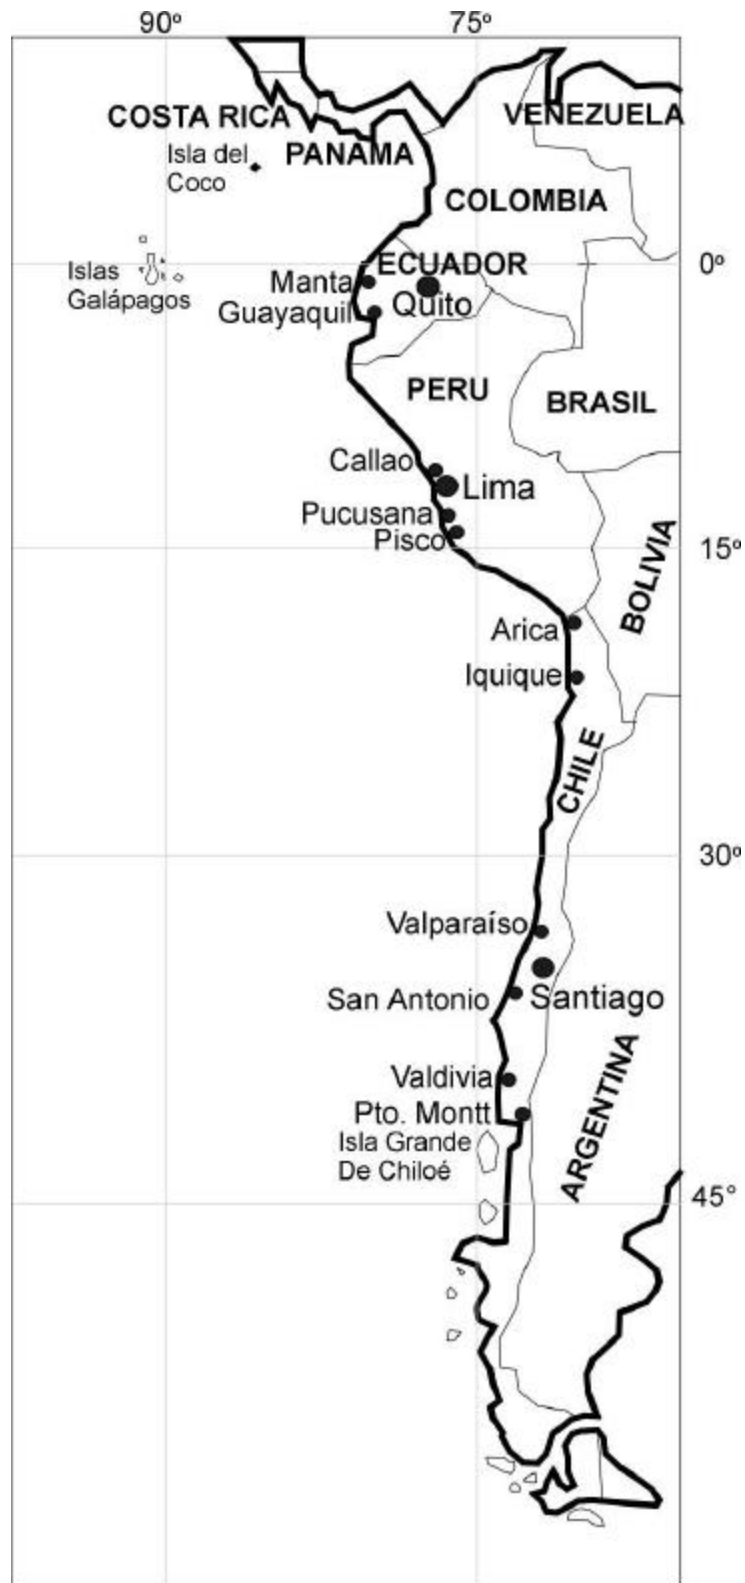 90º 75º
COSTA RICA
VENEZUELA
PANAMA
Isla del
Coco
COLOMBIA
ECUADOR
0º
Islas
Galápagos
Manta
Quito
Guayaquil
PERU
BRASIL
Callao
Lima
Pucusana
Pisco
15º
BOLIVIA
Arica
Iquique
CHILE
30º
Valparaíso
San Antonio
Santiago
Valdivia
Pto. Montt
Isla Grande
De Chiloé
ARGENTINA
45°